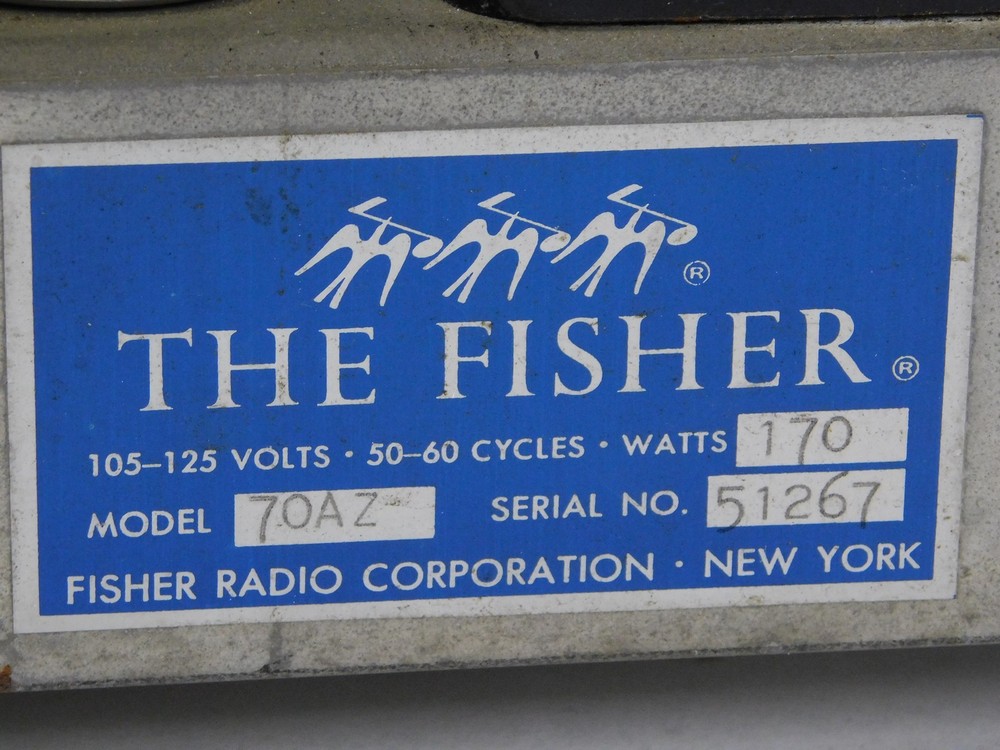 ®
THE FISHER®
105–125 VOLTS · 50–60 CYCLES · WATTS 170
MODEL 70AZ SERIAL NO. 51267
FISHER RADIO CORPORATION · NEW YORK